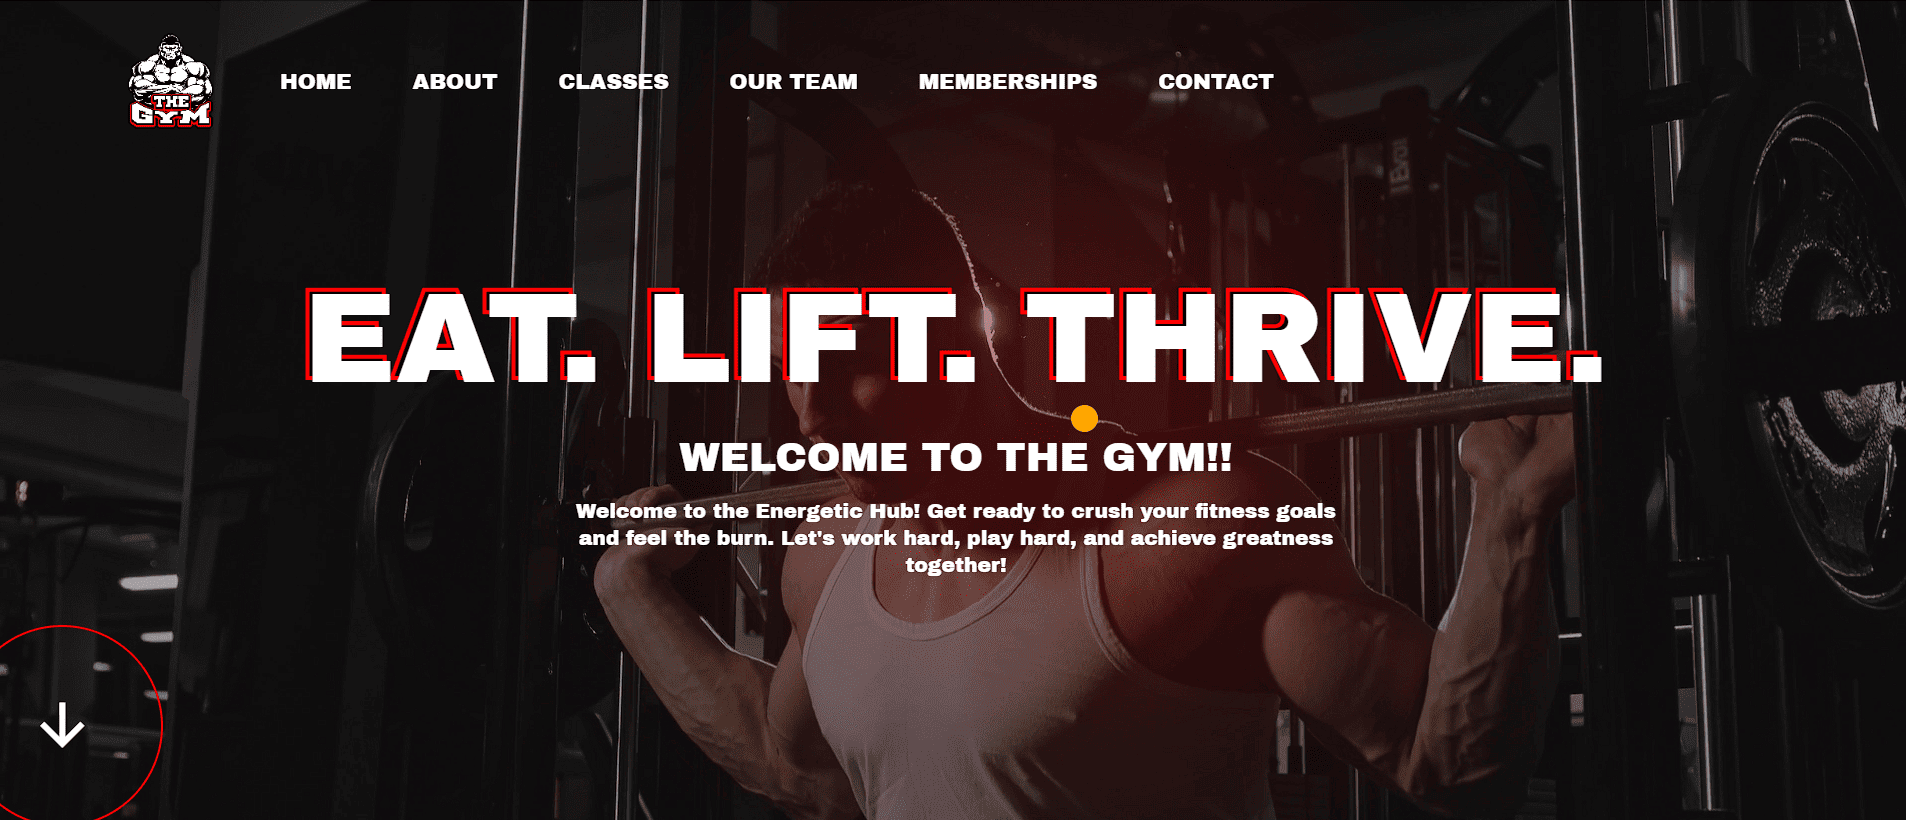 THE
GYM
HOME ABOUT CLASSES OUR TEAM MEMBERSHIPS CONTACT
EAT. LIFT. THRIVE.
WELCOME TO THE GYM!!
Welcome to the Energetic Hub! Get ready to crush your fitness goals
and feel the burn. Let's work hard, play hard, and achieve greatness
together!